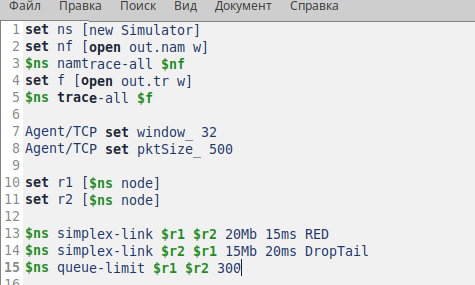 Файл Правка Поиск Вид Документ Справка
1 set ns [new Simulator]
2 set nf [open out.nam w]
3 $ns namtrace-all $nf
4 set f [open out.tr w]
5 $ns trace-all $f
6
7 Agent/TCP set window_ 32
8 Agent/TCP set pktSize_ 500
9
10 set r1 [$ns node]
11 set r2 [$ns node]
12
13 $ns simplex-link $r1 $r2 20Mb 15ms RED
14 $ns simplex-link $r2 $r1 15Mb 20ms DropTail
15 $ns queue-limit $r1 $r2 300
16